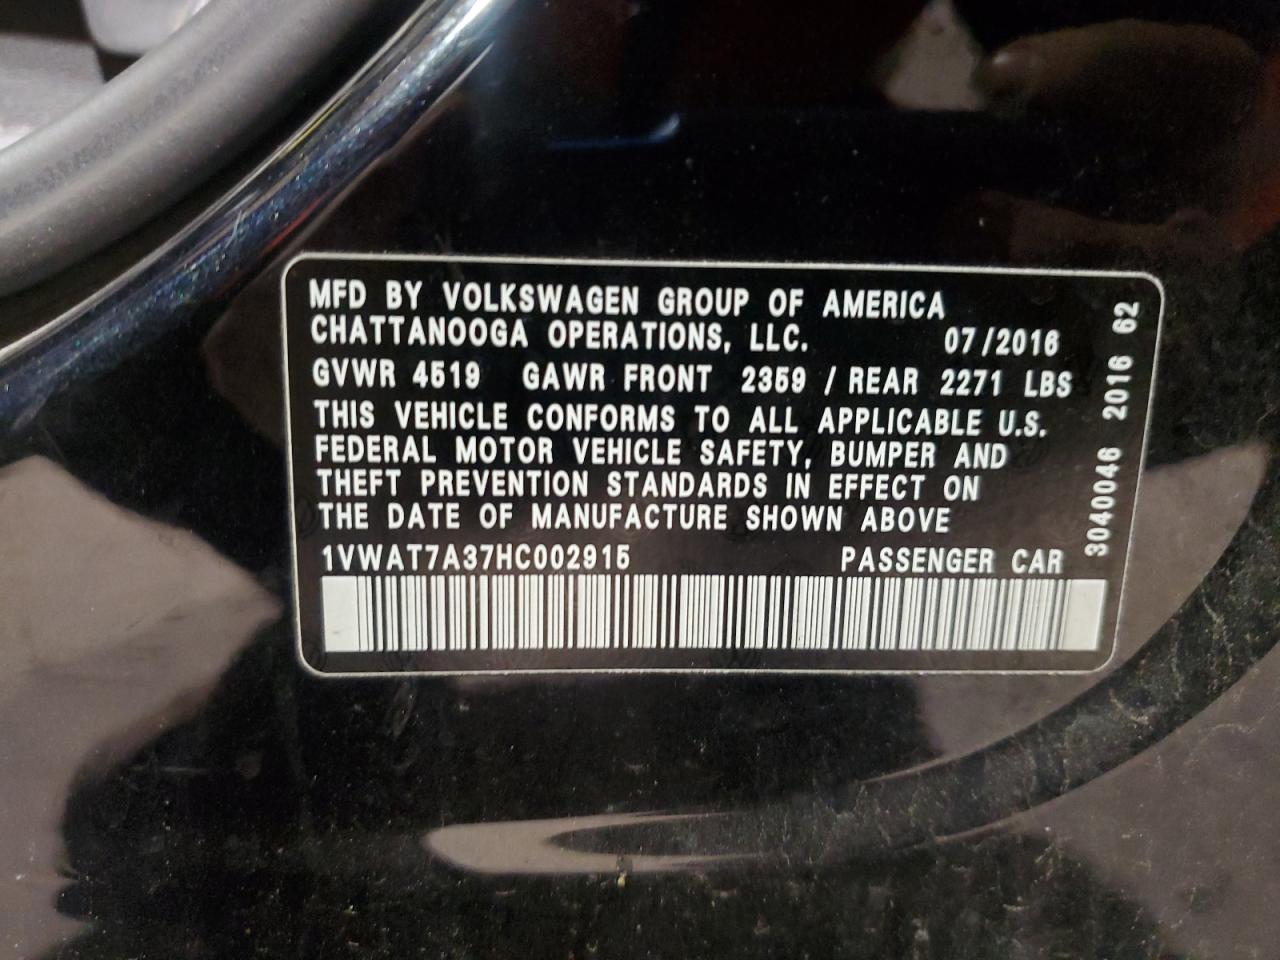 MFD BY VOLKSWAGEN GROUP OF AMERICA
CHATTANOOGA OPERATIONS, LLC. 07/2016
GVWR 4519 GAWR FRONT 2359 / REAR 2271 LBS
THIS VEHICLE CONFORMS TO ALL APPLICABLE U.S.
FEDERAL MOTOR VEHICLE SAFETY, BUMPER AND
THEFT PREVENTION STANDARDS IN EFFECT ON
THE DATE OF MANUFACTURE SHOWN ABOVE
1VWAT7A37HC002915 PASSENGER CAR
3040046 2016 62